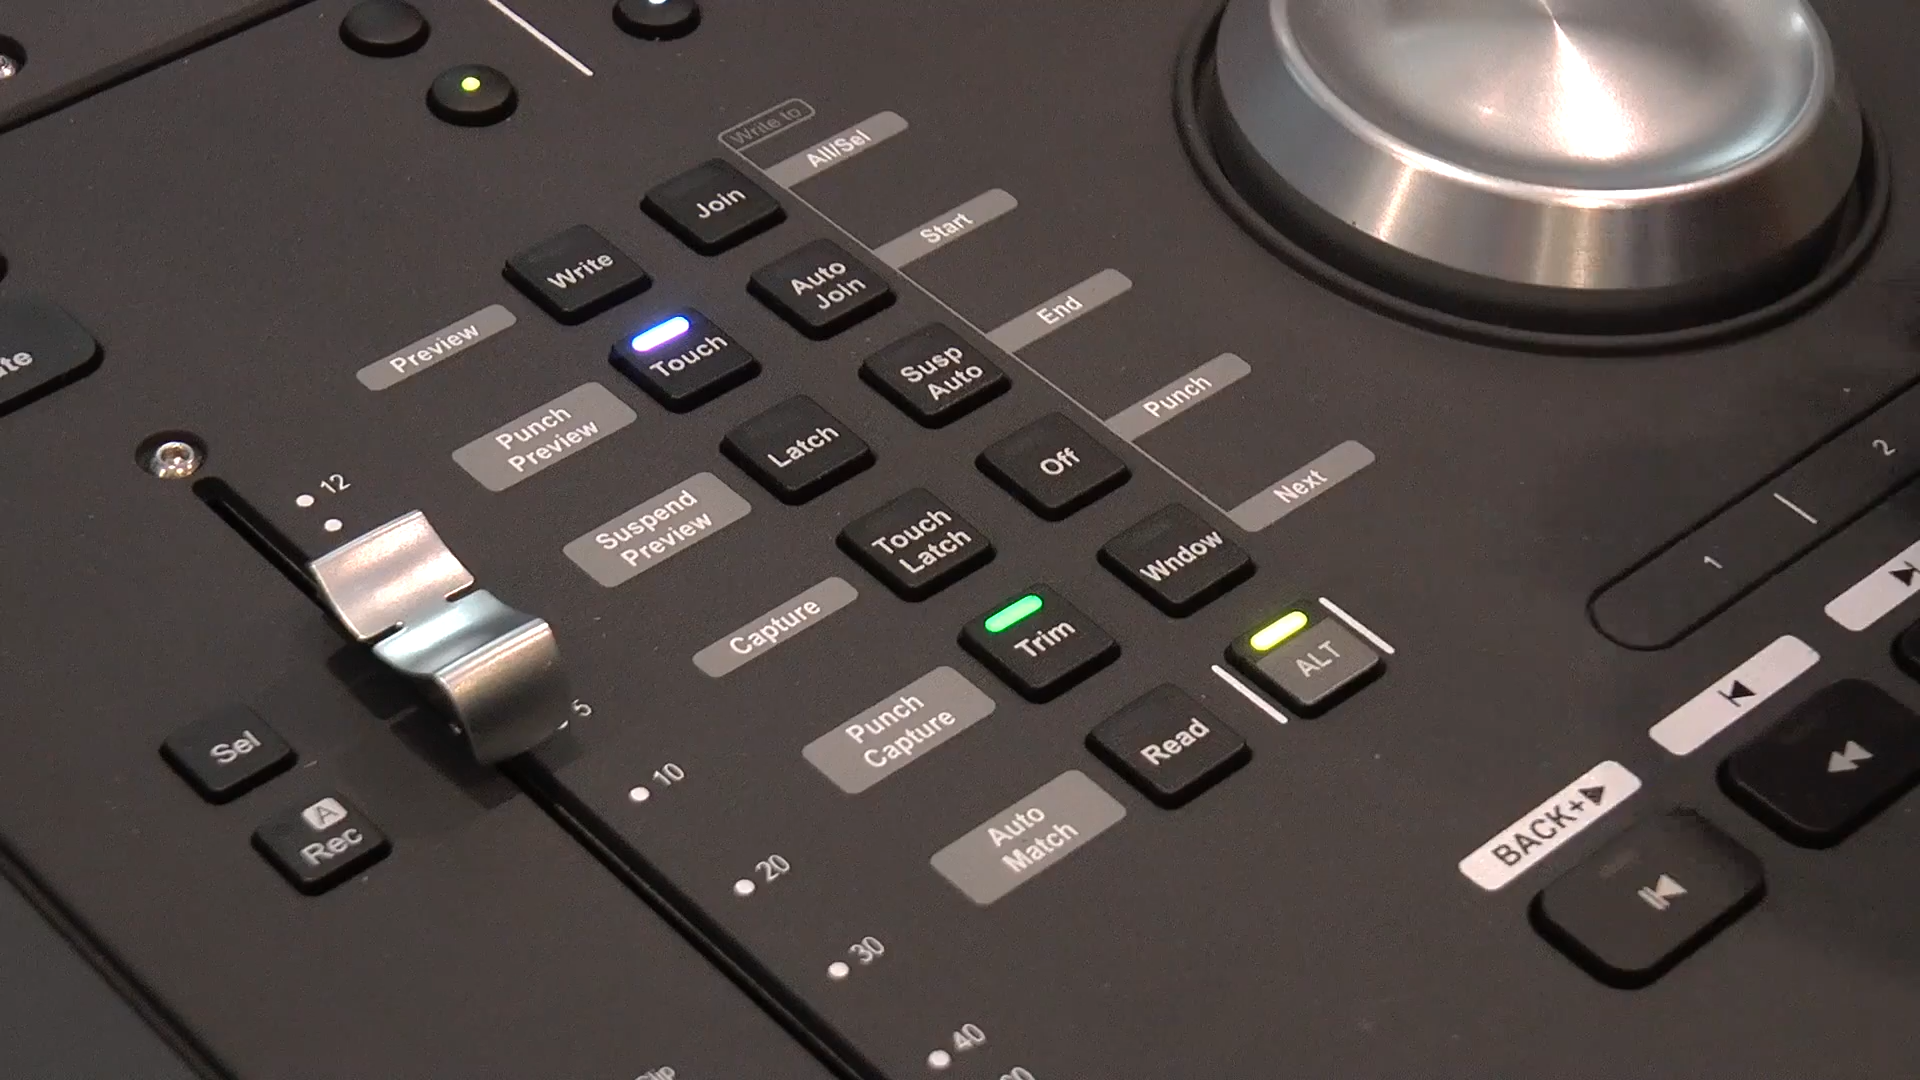 Write to
All/Sel
Join
Start
Write
Auto
Join
End
Preview
Touch
Susp
Auto
Punch
Punch
Preview
Latch
Off
Next
Suspend
Preview
Touch
Latch
Wndow
Capture
Trim
ALT
Punch
Capture
Read
Auto
Match
12
5
10
20
30
40
Sel
A
Rec
1
2
BACK+